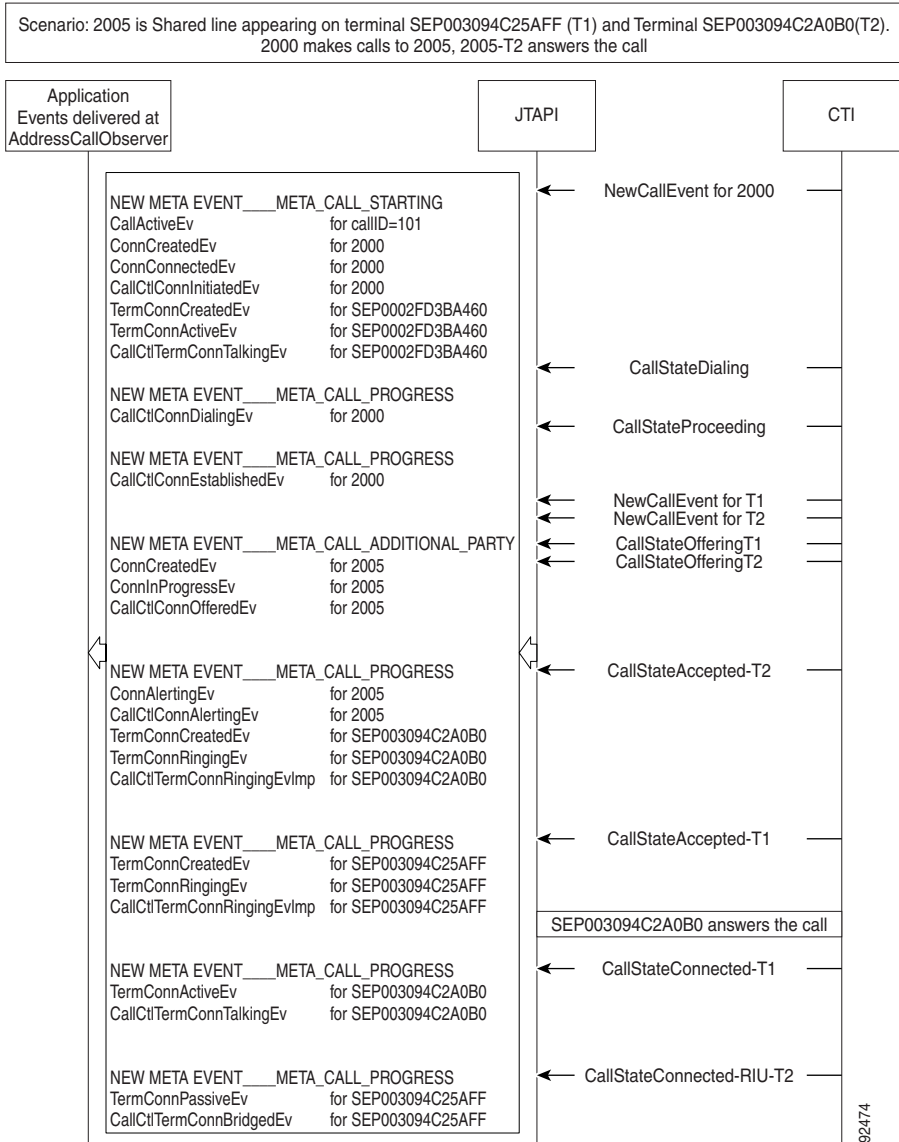 Scenario: 2005 is Shared line appearing on terminal SEP003094C25AFF (T1) and Terminal SEP003094C2A0B0(T2).
2000 makes calls to 2005, 2005-T2 answers the call
Application
Events delivered at
AddressCallObserver
JTAPI
CTI
NewCallEvent for 2000
NEW META EVENT____META_CALL_STARTING
CallActiveEv for callID=101
ConnCreatedEv for 2000
ConnConnectedEv for 2000
CallCtlConnInitiatedEv for 2000
TermConnCreatedEv for SEP0002FD3BA460
TermConnActiveEv for SEP0002FD3BA460
CallCtlTermConnTalkingEv for SEP0002FD3BA460
CallStateDialing
NEW META EVENT____META_CALL_PROGRESS
CallCtlConnDialingEv for 2000
CallStateProceeding
NEW META EVENT____META_CALL_PROGRESS
CallCtlConnEstablishedEv for 2000
NewCallEvent for T1
NewCallEvent for T2
NEW META EVENT____META_CALL_ADDITIONAL_PARTY
CallStateOfferingT1
CallStateOfferingT2
ConnCreatedEv for 2005
ConnInProgressEv for 2005
CallCtlConnOfferedEv for 2005
CallStateAccepted-T2
NEW META EVENT____META_CALL_PROGRESS
ConnAlertingEv for 2005
CallCtlConnAlertingEv for 2005
TermConnCreatedEv for SEP003094C2A0B0
TermConnRingingEv for SEP003094C2A0B0
CallCtlTermConnRingingEvImp for SEP003094C2A0B0
CallStateAccepted-T1
NEW META EVENT____META_CALL_PROGRESS
TermConnCreatedEv for SEP003094C25AFF
TermConnRingingEv for SEP003094C25AFF
CallCtlTermConnRingingEvImp for SEP003094C25AFF
SEP003094C2A0B0 answers the call
CallStateConnected-T1
NEW META EVENT____META_CALL_PROGRESS
TermConnActiveEv for SEP003094C2A0B0
CallCtlTermConnTalkingEv for SEP003094C2A0B0
CallStateConnected-RIU-T2
NEW META EVENT____META_CALL_PROGRESS
TermConnPassiveEv for SEP003094C25AFF
CallCtlTermConnBridgedEv for SEP003094C25AFF
92474